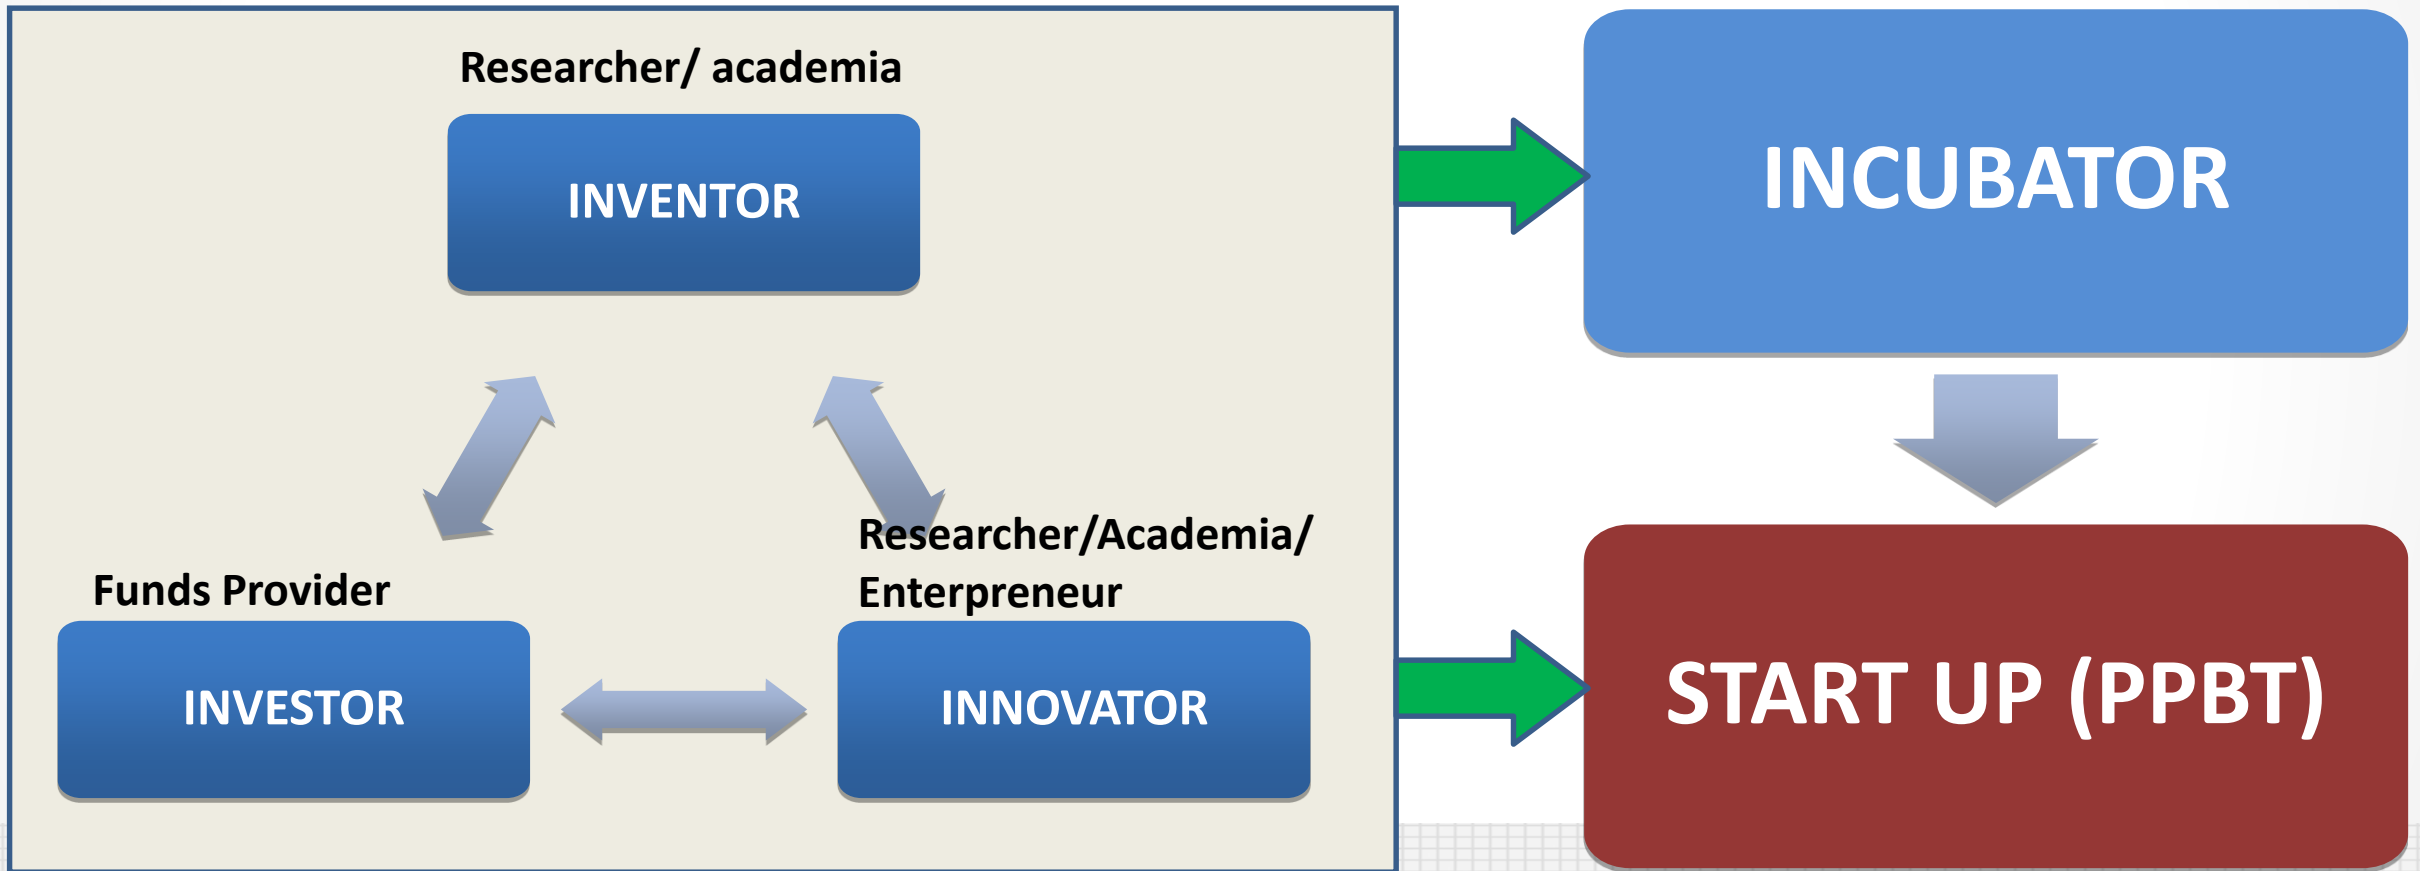 Researcher/ academia
INVENTOR
Funds Provider
INVESTOR
Researcher/Academia/
Enterpreneur
INNOVATOR
INCUBATOR
START UP (PPBT)